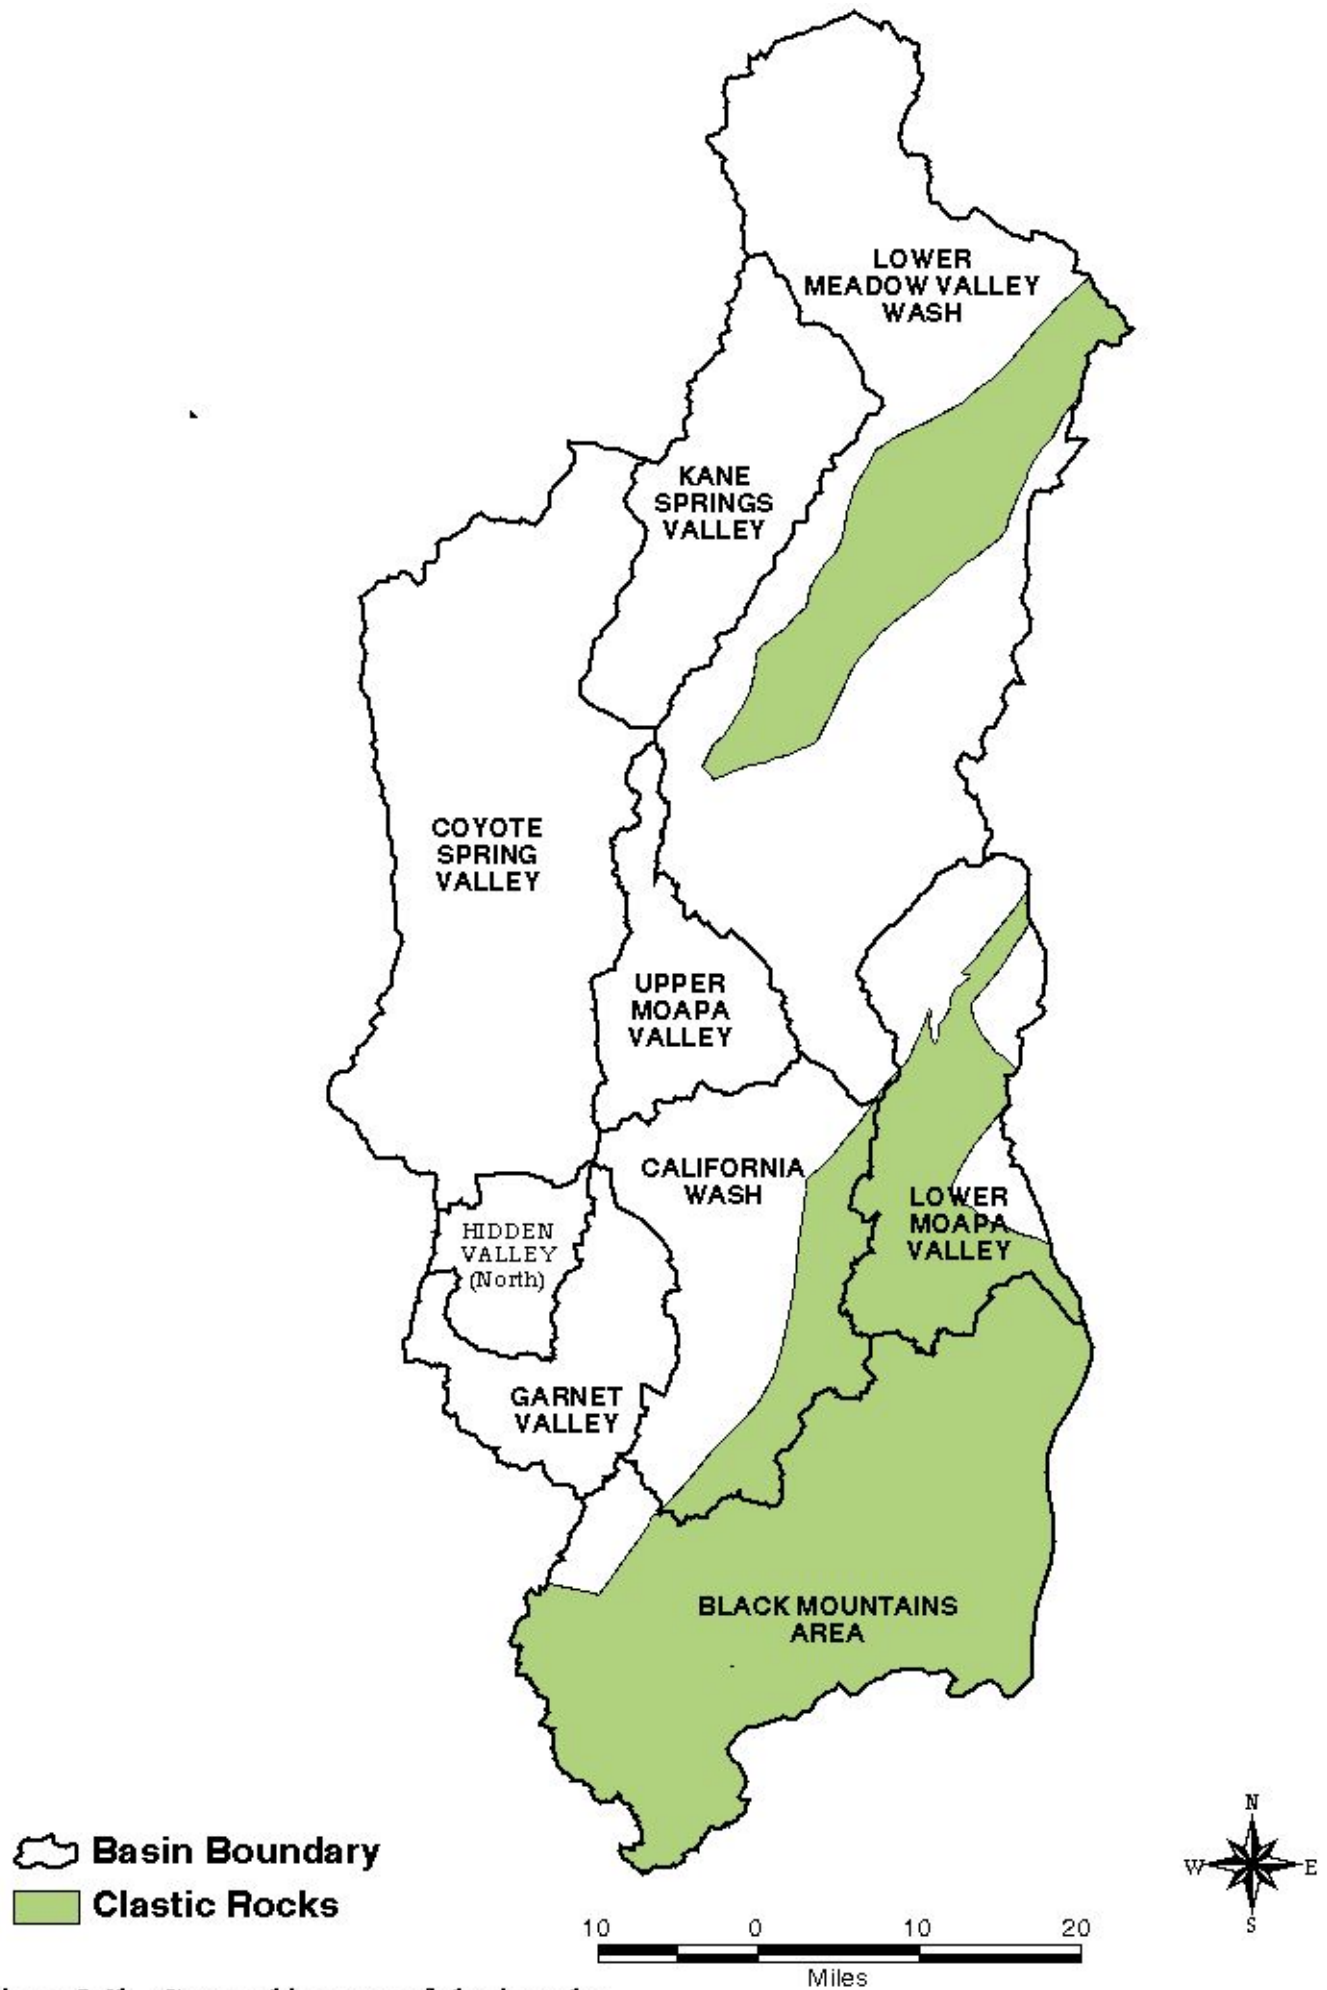 LOWER
MEADOW VALLEY
WASH
KANE
SPRINGS
VALLEY
COYOTE
SPRING
VALLEY
UPPER
MOAPA
VALLEY
CALIFORNIA
WASH
LOWER
MOAPA
VALLEY
HIDDEN
VALLEY
(North)
GARNET
VALLEY
BLACK MOUNTAINS
AREA
N
W E
S
Basin Boundary
Clastic Rocks
10 0 10 20
Miles